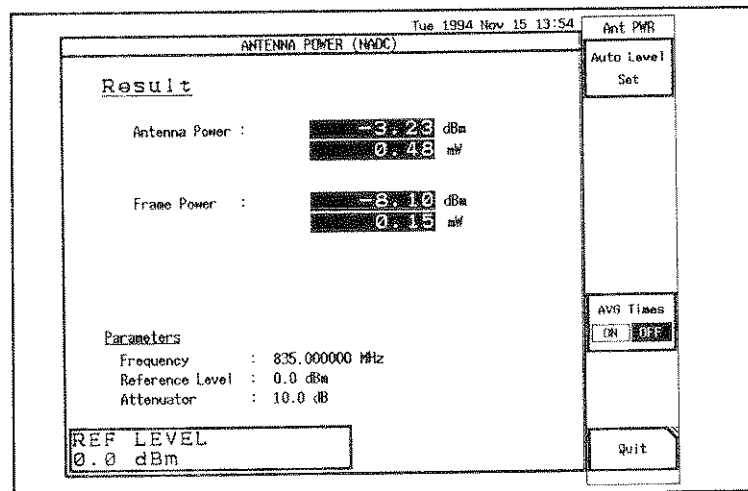 Tue 1994 Nov 15 13:54
ANTENNA POWER (NADC)
Result
Antenna Power : -3.23 dBm
0.48 mW
Frame Power : -8.10 dBm
0.15 mW
Parameters
Frequency : 835.000000 MHz
Reference Level : 0.0 dBm
Attenuator : 10.0 dB
REF LEVEL
0.0 dBm
Ant PWR
Auto Level
Set
AVG Times
ON OFF
Quit